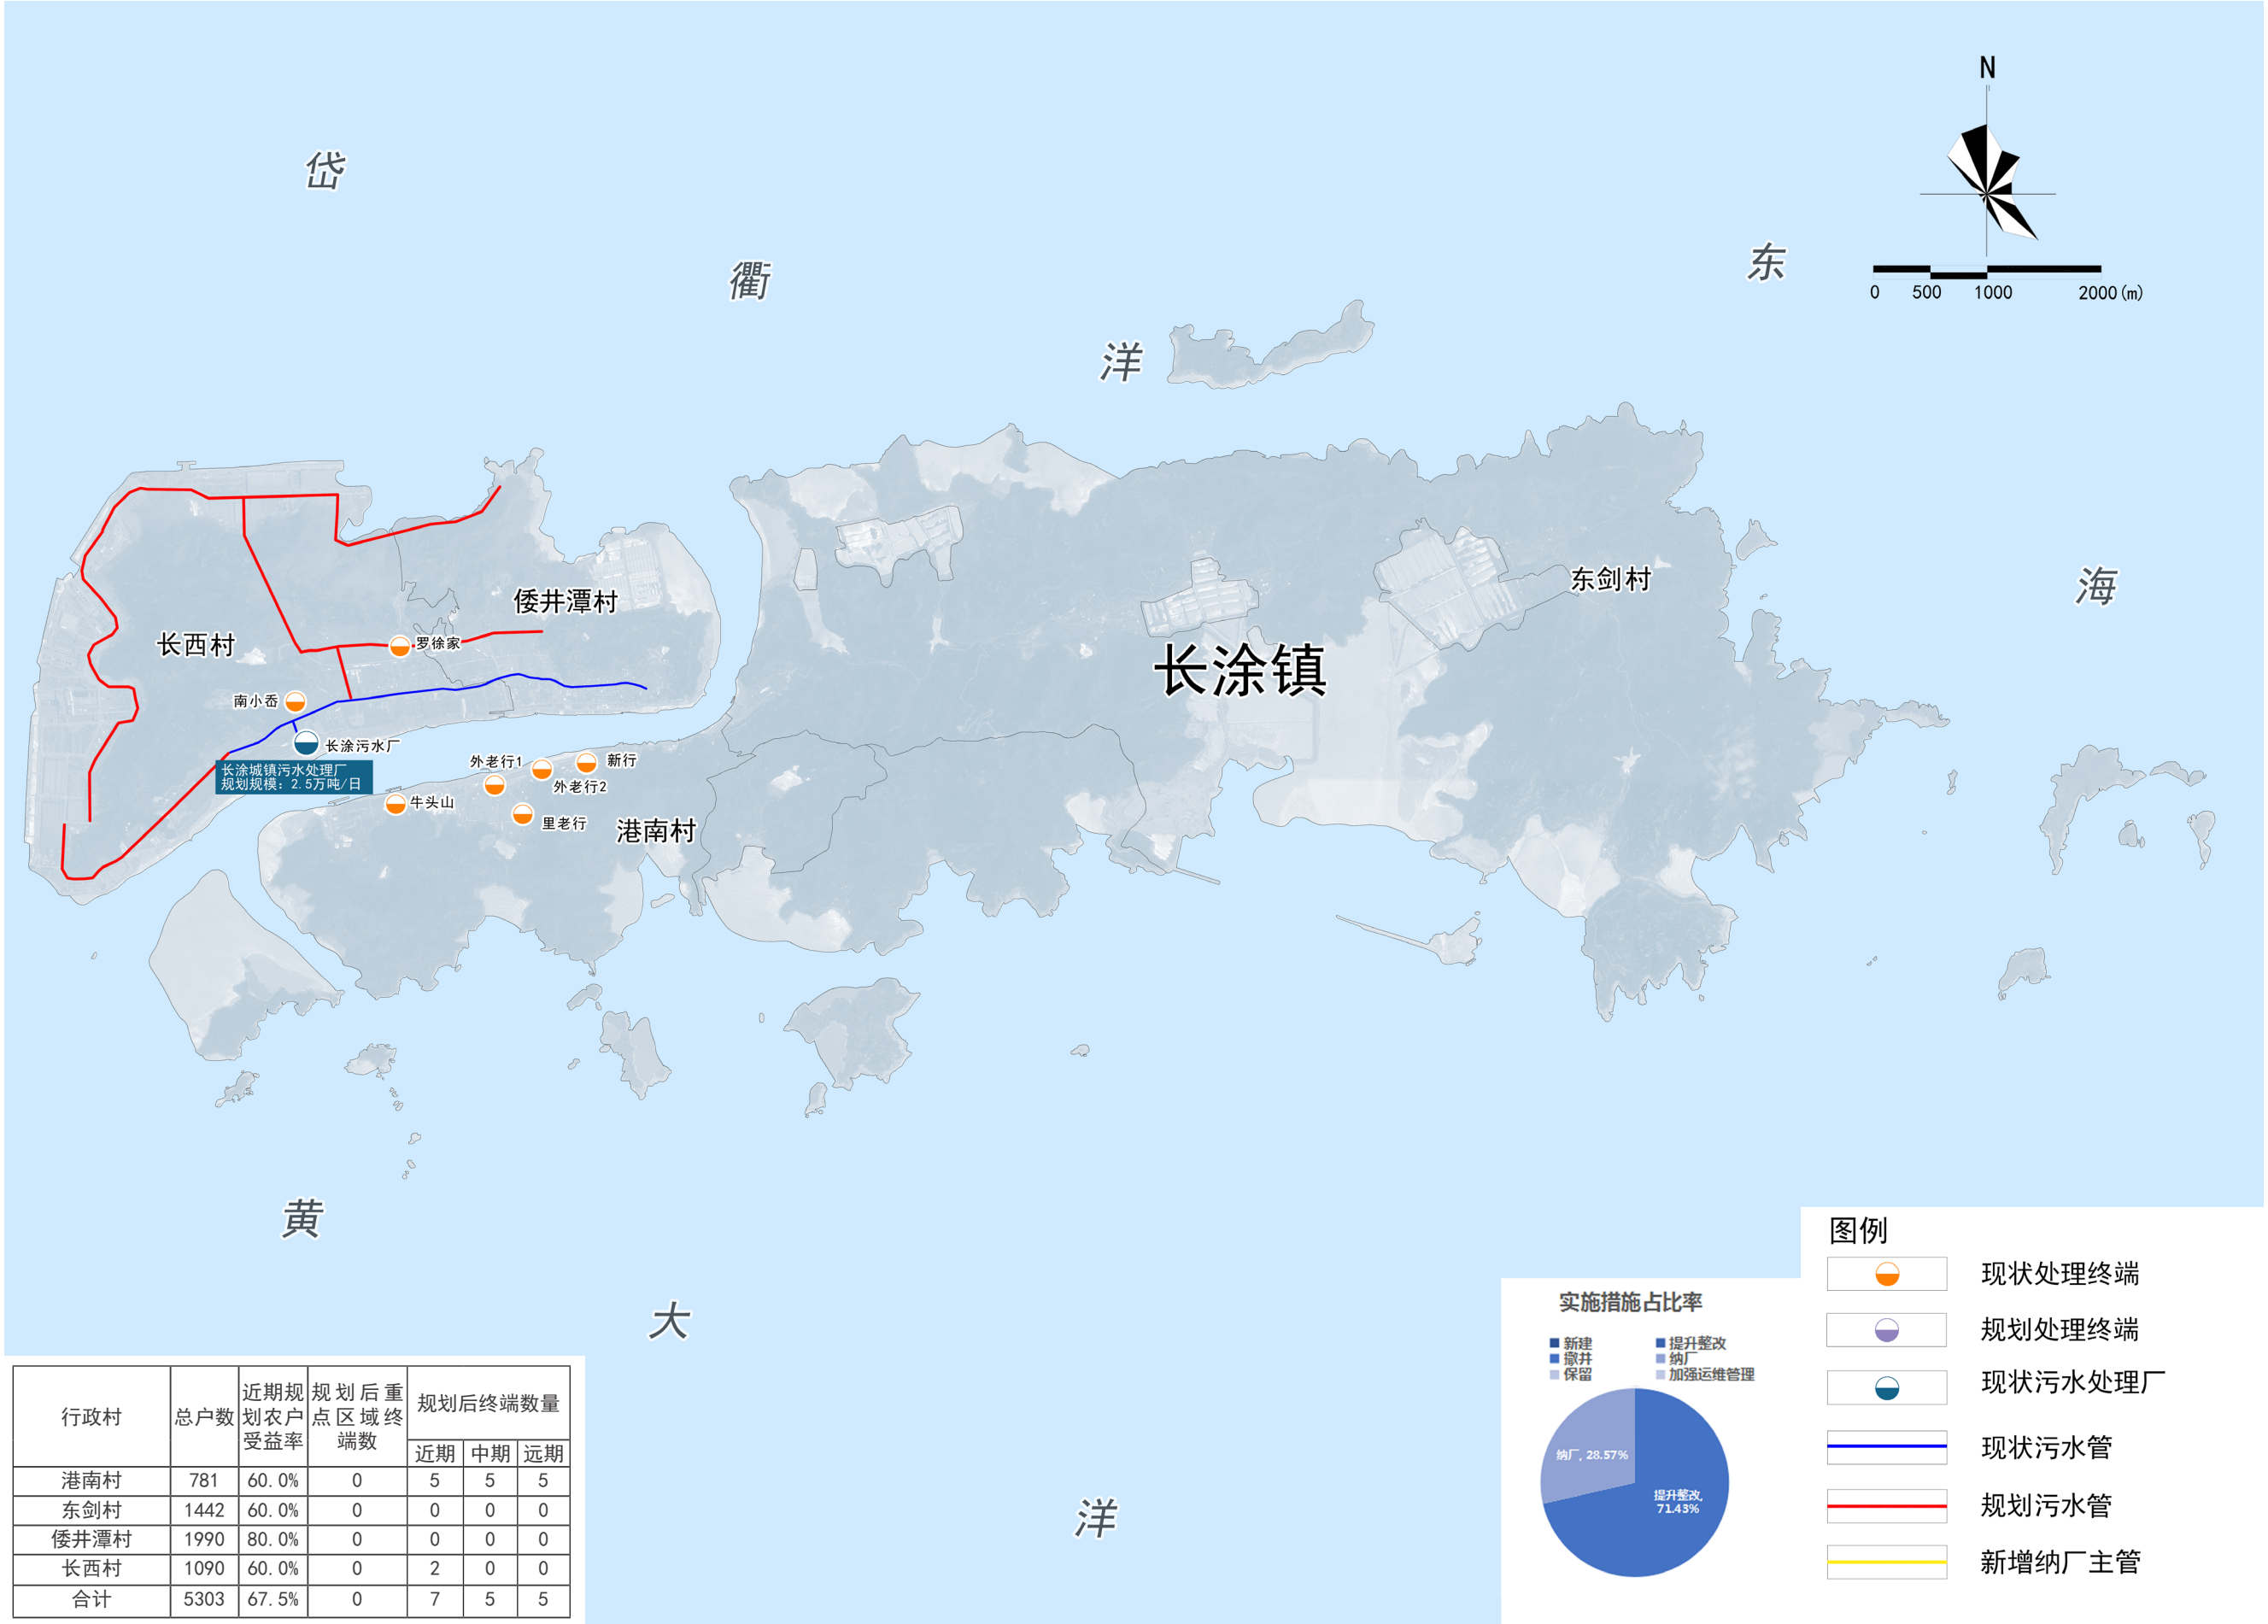 N
0 500 1000 2000(m)
岱
衢
洋
东
海
倭井潭村
东剑村
长西村
罗徐家
长涂镇
南小岙
长涂污水厂
长涂城镇污水处理厂
规划规模：2.5万吨/日
外老行1
新行
外老行2
牛头山
里老行
港南村
黄
大
洋
图例
现状处理终端
规划处理终端
现状污水处理厂
现状污水管
规划污水管
新增纳厂主管
实施措施占比率
新建 提升整改
撤并 纳厂
保留 加强运维管理
纳厂, 28.57%
提升整改,
71.43%
行政村 总户数 近期规划农户受益率 规划后重点区域终端数 规划后终端数量
近期 中期 远期
港南村 781 60.0% 0 5 5 5
东剑村 1442 60.0% 0 0 0 0
倭井潭村 1990 80.0% 0 0 0 0
长西村 1090 60.0% 0 2 0 0
合计 5303 67.5% 0 7 5 5